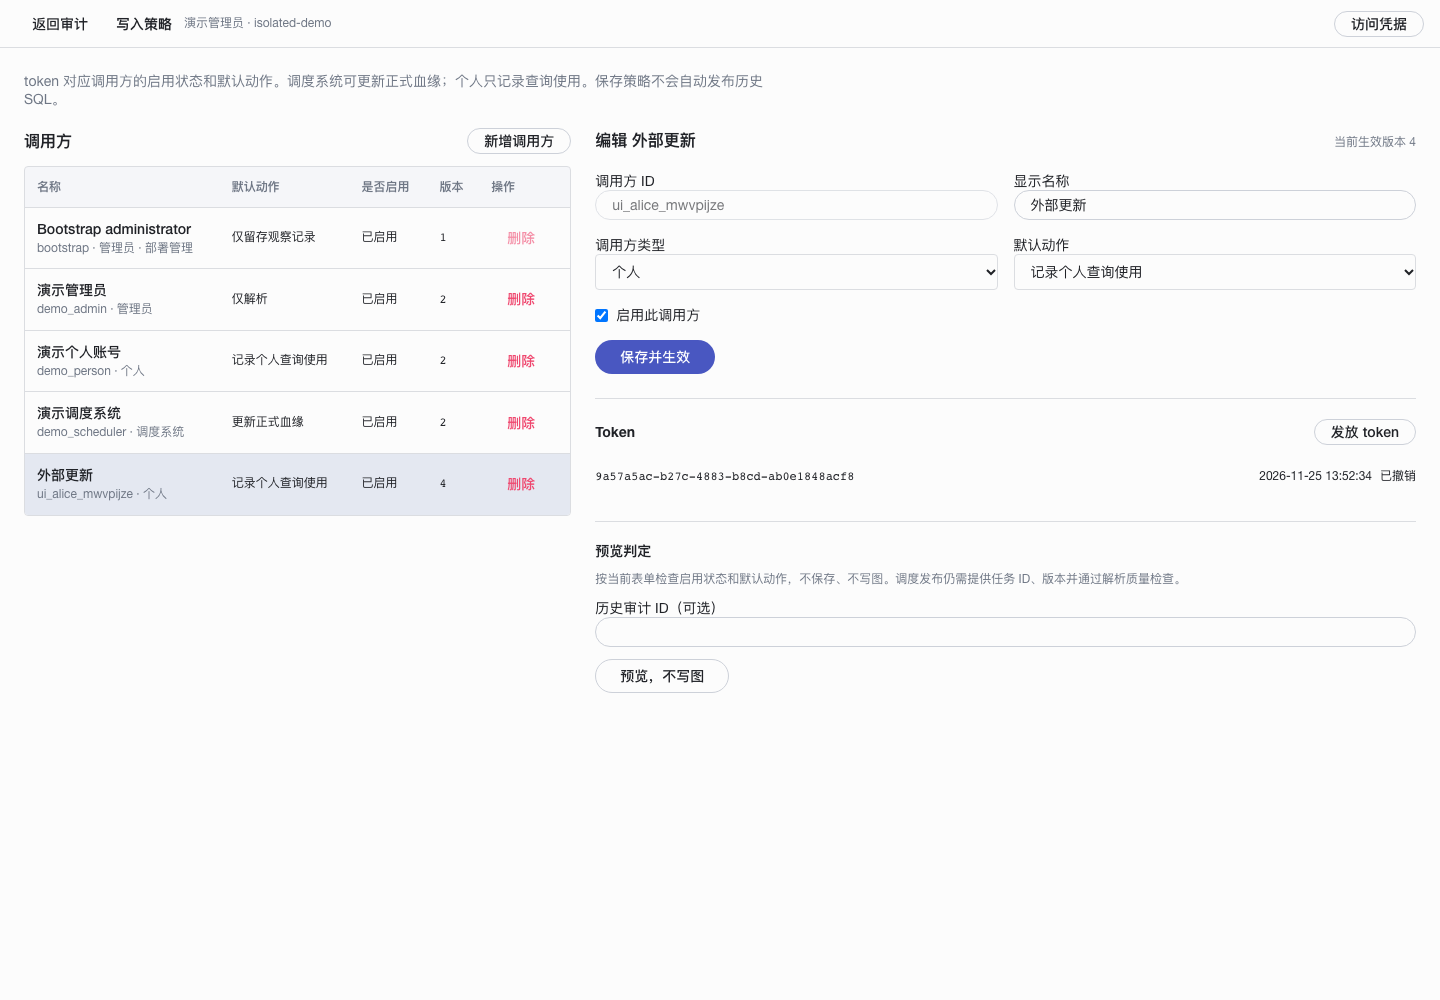 返回审计 写入策略 演示管理员 · isolated-demo 访问凭据
token 对应调用方的启用状态和默认动作。调度系统可更新正式血缘；个人只记录查询使用。保存策略不会自动发布历史
SQL。
调用方 新增调用方
名称 默认动作 是否启用 版本 操作
Bootstrap administrator
bootstrap · 管理员 · 部署管理
仅留存观察记录 已启用 1 删除
演示管理员
demo_admin · 管理员
仅解析 已启用 2 删除
演示个人账号
demo_person · 个人
记录个人查询使用 已启用 2 删除
演示调度系统
demo_scheduler · 调度系统
更新正式血缘 已启用 2 删除
外部更新
ui_alice_mwvpijze · 个人
记录个人查询使用 已启用 4 删除
编辑 外部更新 当前生效版本 4
调用方 ID 显示名称
ui_alice_mwvpijze 外部更新
调用方类型 默认动作
个人 记录个人查询使用
启用此调用方
保存并生效
Token 发放 token
9a57a5ac-b27c-4883-b8cd-ab0e1848acf8 2026-11-25 13:52:34 已撤销
预览判定
按当前表单检查启用状态和默认动作，不保存、不写图。调度发布仍需提供任务 ID、版本并通过解析质量检查。
历史审计 ID（可选）
预览，不写图